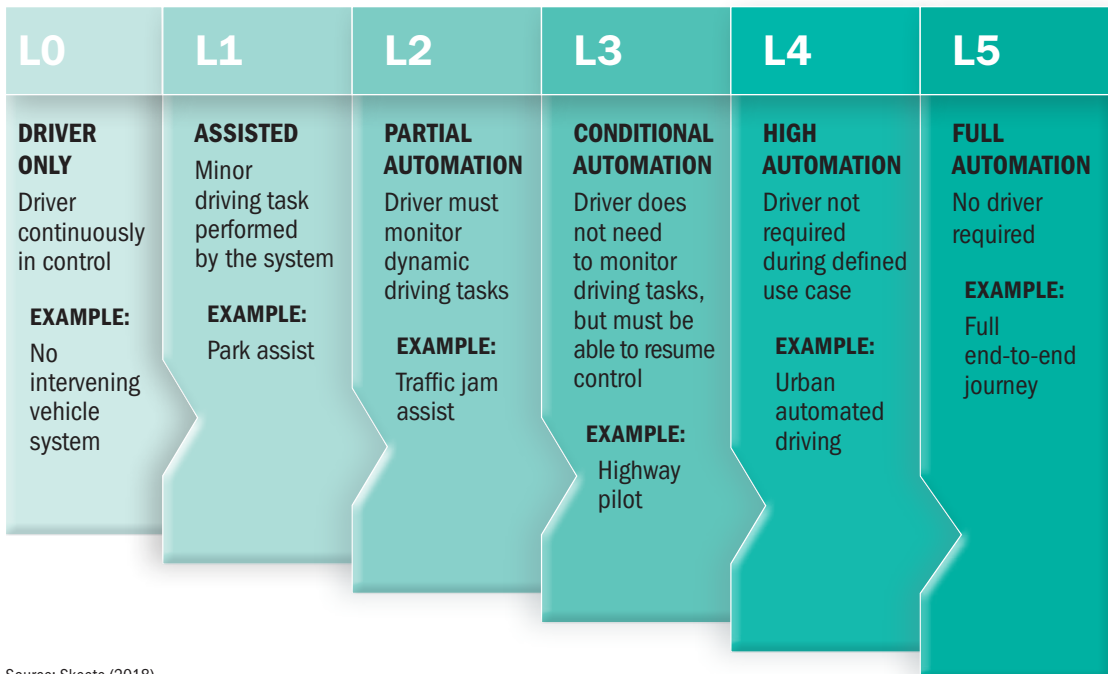 L0
DRIVER
ONLY
Driver
continuously
in control
EXAMPLE:
No
intervening
vehicle
system
L1
ASSISTED
Minor
driving task
performed
by the system
EXAMPLE:
Park assist
L2
PARTIAL
AUTOMATION
Driver must
monitor
dynamic
driving tasks
EXAMPLE:
Traffic jam
assist
L3
CONDITIONAL
AUTOMATION
Driver does
not need
to monitor
driving tasks,
but must be
able to resume
control
EXAMPLE:
Highway
pilot
L4
HIGH
AUTOMATION
Driver not
required
during defined
use case
EXAMPLE:
Urban
automated
driving
L5
FULL
AUTOMATION
No driver
required
EXAMPLE:
Full
end-to-end
journey
Source: Skeete (2018)